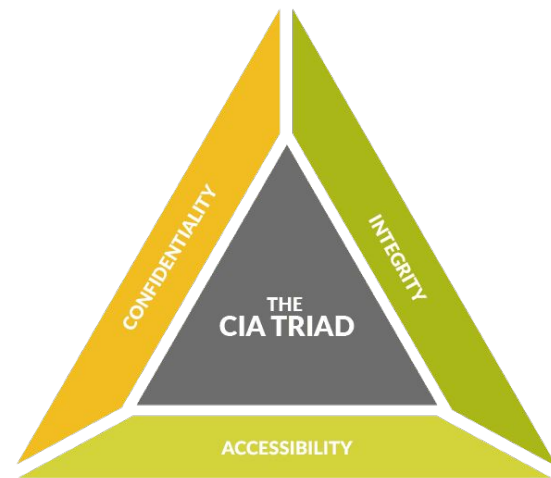 CONFIDENTIALITY
INTEGRITY
THE
CIA TRIAD
ACCESSIBILITY